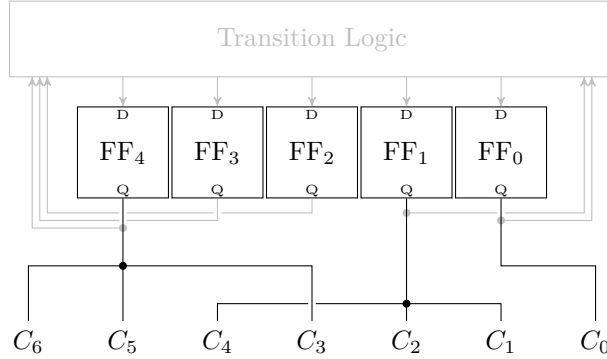 Transition Logic
D D D D D
FF₄ FF₃ FF₂ FF₁ FF₀
Q Q Q Q Q
C₆ C₅ C₄ C₃ C₂ C₁ C₀